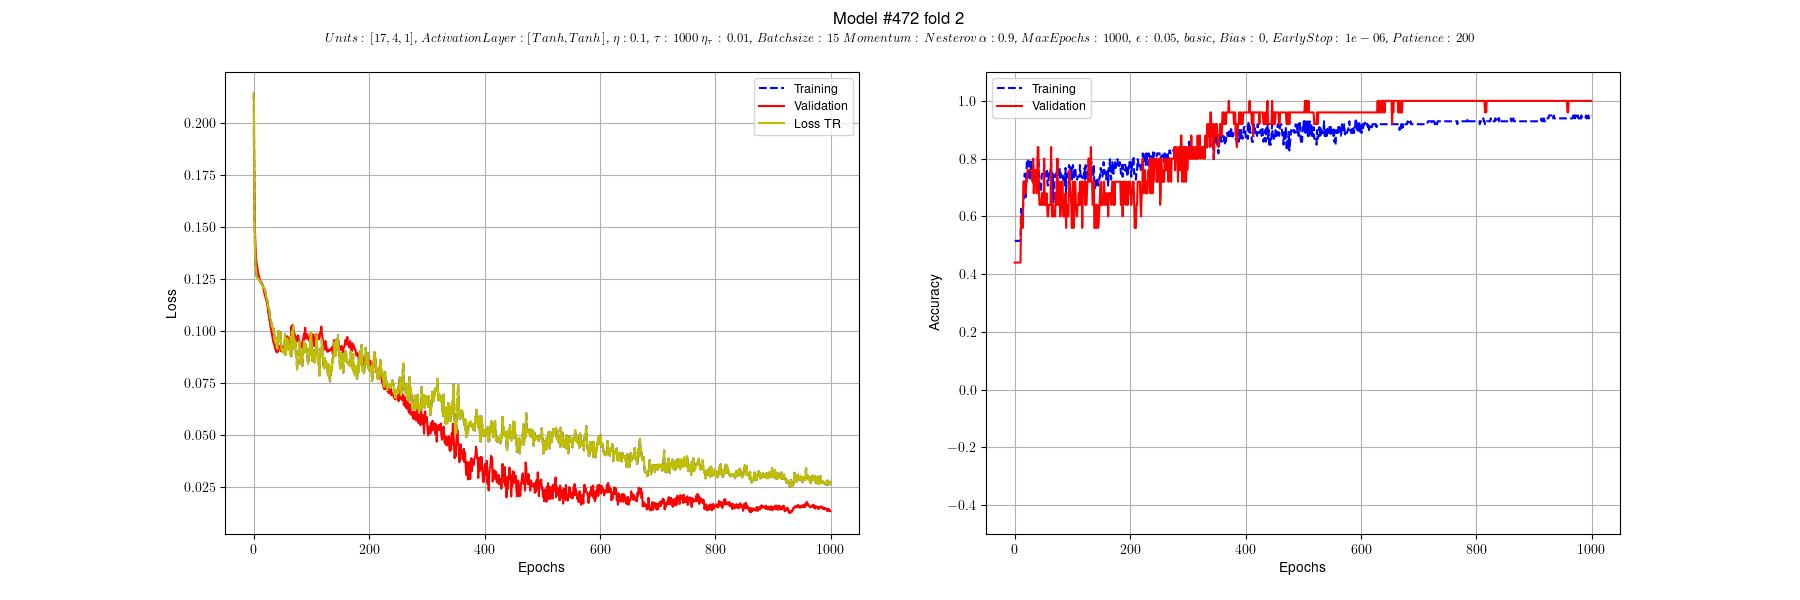 Model #472 fold 2
Units : [17, 4, 1], ActivationLayer : [Tanh, Tanh], η : 0.1, τ : 1000 ητ : 0.01, Batchsize : 15 Momentum : Nesterov α : 0.9, MaxEpochs : 1000, ϵ : 0.05, basic, Bias : 0, EarlyStop : 1e − 06, Patience : 200
Training
Validation
Loss TR
0.200
0.175
0.150
0.125
0.100
0.075
0.050
0.025
Loss
0 200 400 600 800 1000
Epochs
Training
Validation
1.0
0.8
0.6
0.4
0.2
0.0
−0.2
−0.4
Accuracy
0 200 400 600 800 1000
Epochs